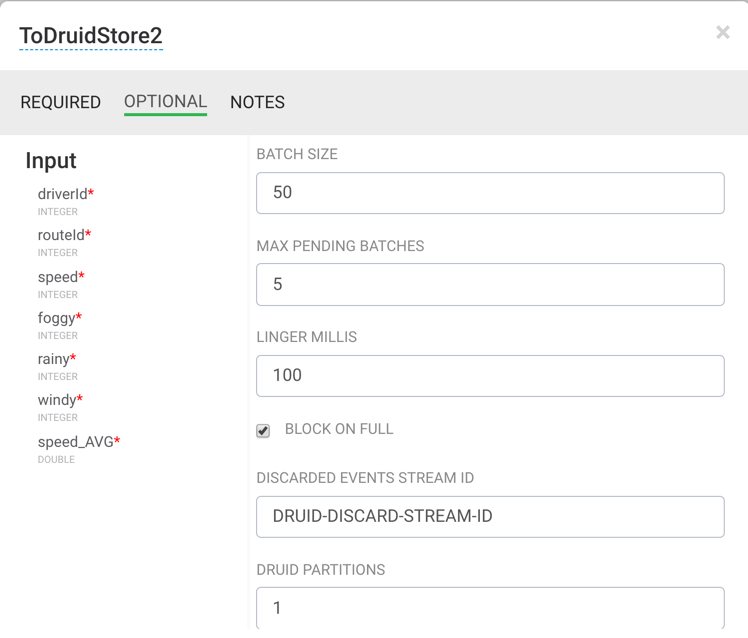 ToDruidStore2
×
REQUIRED OPTIONAL NOTES
Input
driverId*
INTEGER
routeId*
INTEGER
speed*
INTEGER
foggy*
INTEGER
rainy*
INTEGER
windy*
INTEGER
speed_AVG*
DOUBLE
BATCH SIZE
50
MAX PENDING BATCHES
5
LINGER MILLIS
100
BLOCK ON FULL
DISCARDED EVENTS STREAM ID
DRUID-DISCARD-STREAM-ID
DRUID PARTITIONS
1